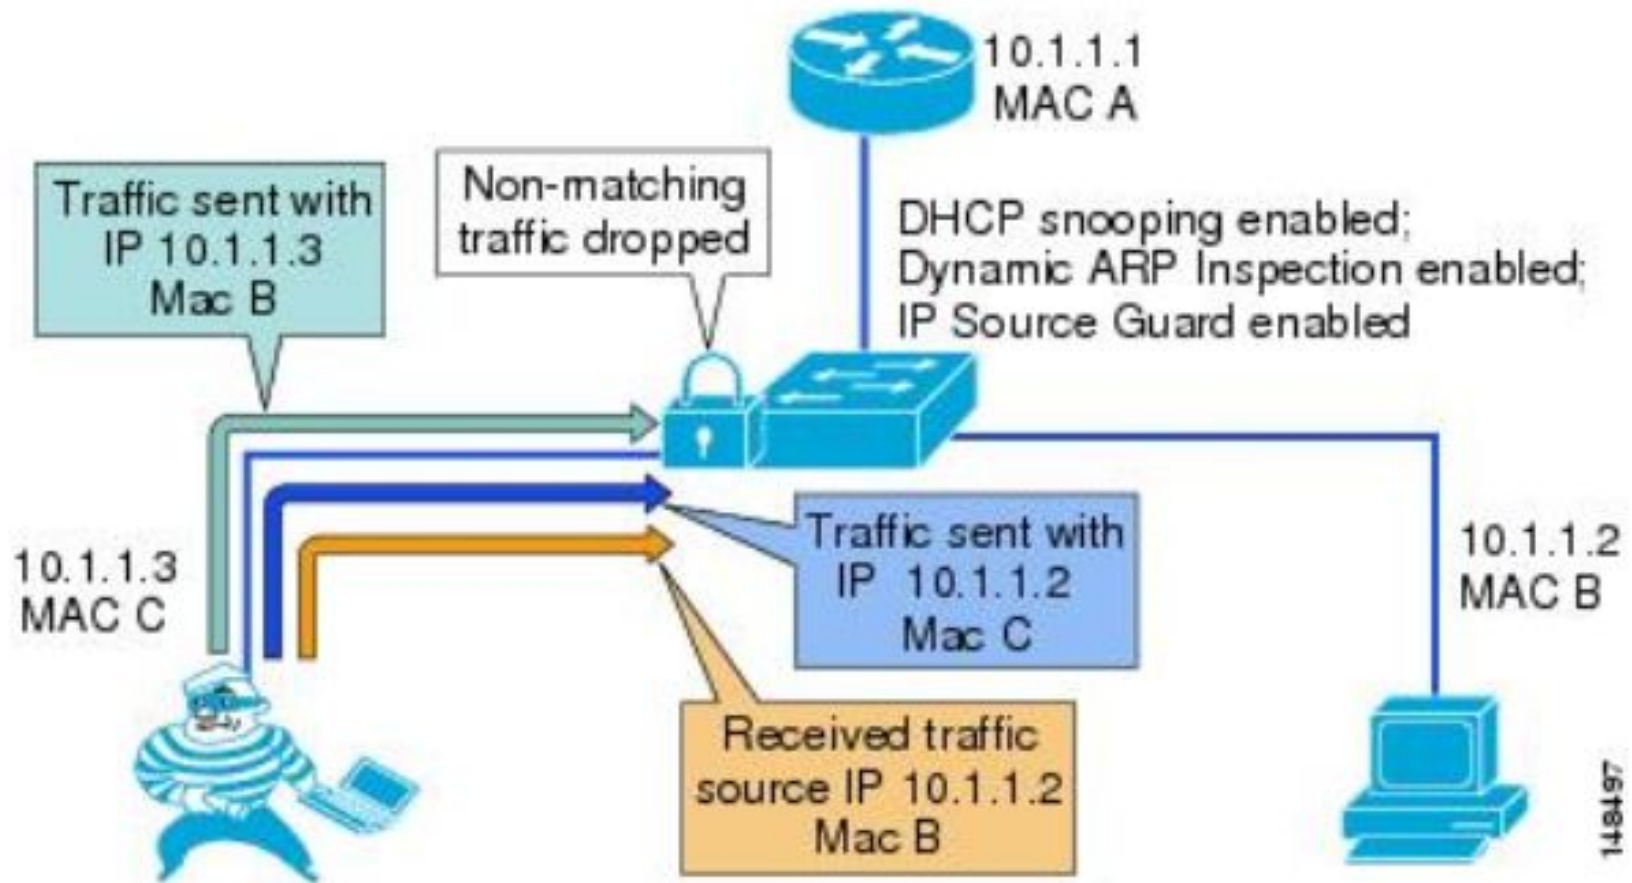 10.1.1.1
MAC A
Traffic sent with
IP 10.1.1.3
Mac B
Non-matching
traffic dropped
DHCP snooping enabled;
Dynamic ARP Inspection enabled;
IP Source Guard enabled
10.1.1.3
MAC C
Traffic sent with
IP 10.1.1.2
Mac C
10.1.1.2
MAC B
Received traffic
source IP 10.1.1.2
Mac B
148497